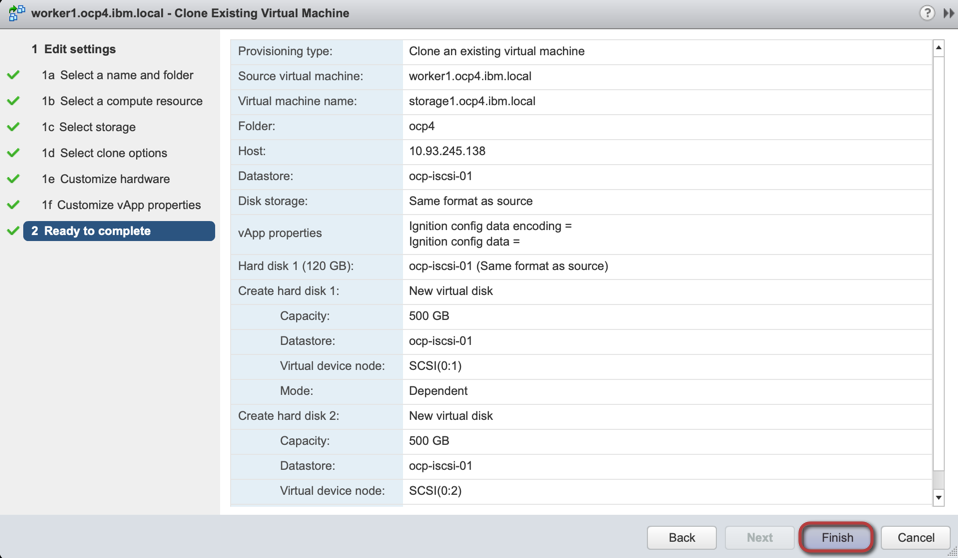 worker1.ocp4.ibm.local - Clone Existing Virtual Machine
?
1 Edit settings
1a Select a name and folder
1b Select a compute resource
1c Select storage
1d Select clone options
1e Customize hardware
1f Customize vApp properties
2 Ready to complete
Provisioning type: Clone an existing virtual machine
Source virtual machine: worker1.ocp4.ibm.local
Virtual machine name: storage1.ocp4.ibm.local
Folder: ocp4
Host: 10.93.245.138
Datastore: ocp-iscsi-01
Disk storage: Same format as source
vApp properties Ignition config data encoding =
Ignition config data =
Hard disk 1 (120 GB): ocp-iscsi-01 (Same format as source)
Create hard disk 1: New virtual disk
Capacity: 500 GB
Datastore: ocp-iscsi-01
Virtual device node: SCSI(0:1)
Mode: Dependent
Create hard disk 2: New virtual disk
Capacity: 500 GB
Datastore: ocp-iscsi-01
Virtual device node: SCSI(0:2)
Back Next Finish Cancel